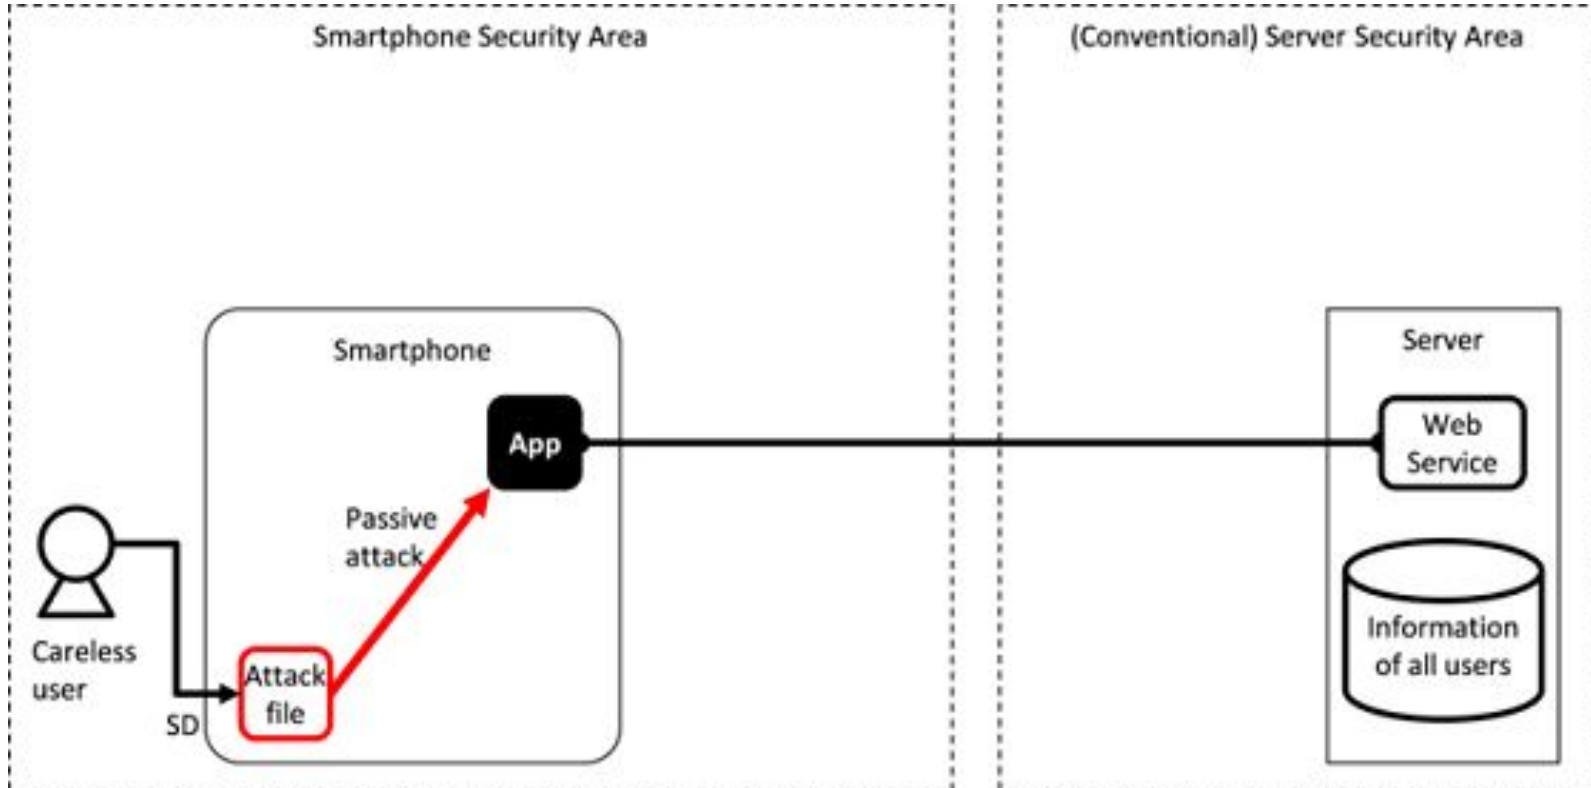 Smartphone Security Area
(Conventional) Server Security Area
Smartphone
Server
App
Web
Service
Passive
attack
Careless
user
SD
Attack
file
Information
of all users